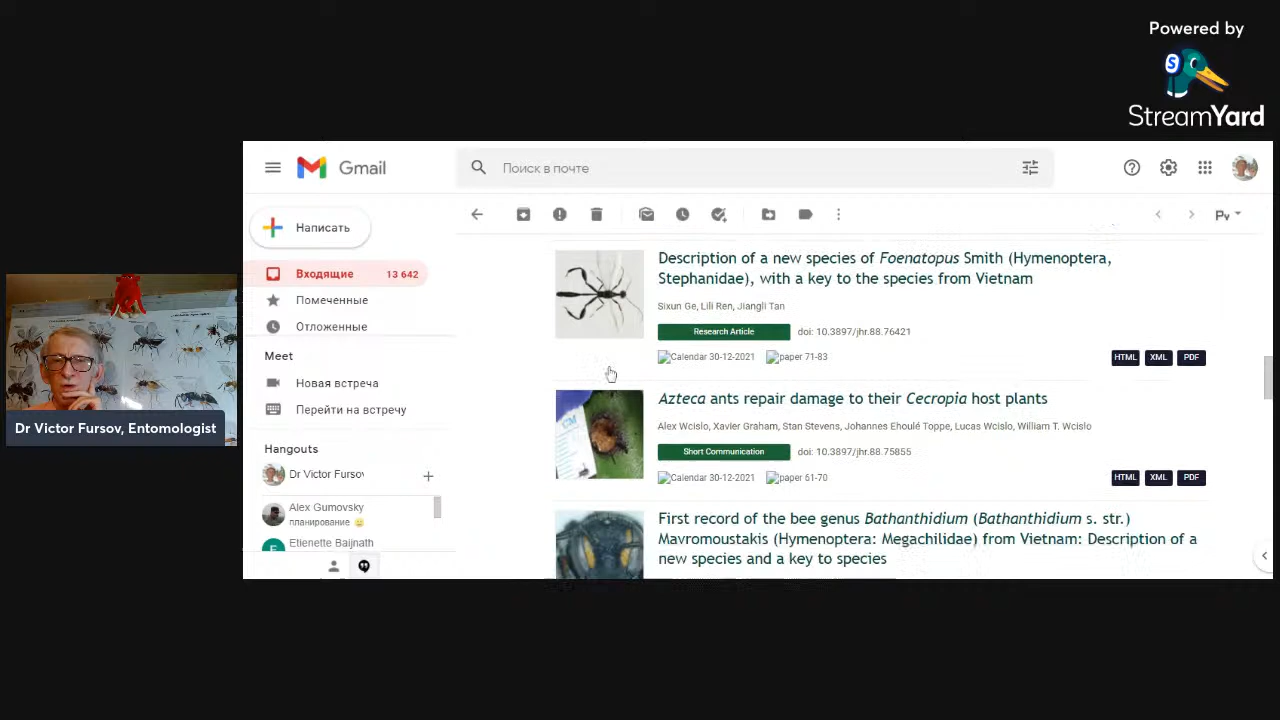 Powered by
StreamYard
Gmail
Поиск в почте
Написать
Входящие 13 642
Помеченные
Отложенные
Meet
Новая встреча
Перейти на встречу
Hangouts
Dr Victor Fursov
Alex Gumovsky
планирование
E Etienette Baijnath
Dr Victor Fursov, Entomologist
Description of a new species of Foenatopus Smith (Hymenoptera,
Stephanidae), with a key to the species from Vietnam
Sixun Ge, Lili Ren, Jiangli Tan
Research Article doi: 10.3897/jhr.88.76421
Calendar 30-12-2021 paper 71-83 HTML XML PDF
Azteca ants repair damage to their Cecropia host plants
Alex Wcislo, Xavier Graham, Stan Stevens, Johannes Ehoulé Toppe, Lucas Wcislo, William T. Wcislo
Short Communication doi: 10.3897/jhr.88.75855
Calendar 30-12-2021 paper 61-70 HTML XML PDF
First record of the bee genus Bathanthidium (Bathanthidium s. str.)
Mavromoustakis (Hymenoptera: Megachilidae) from Vietnam: Description of a
new species and a key to species